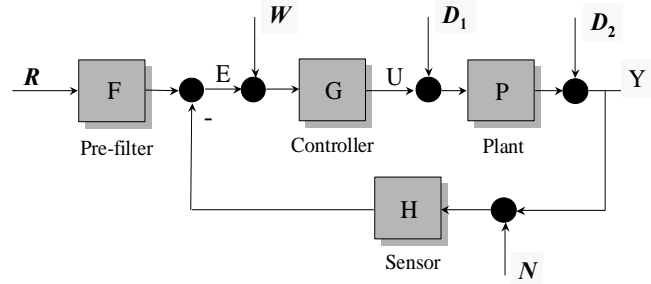 W
D1
D2
R
F
E
G
U
P
Y
-
Pre-filter
Controller
Plant
H
Sensor
N